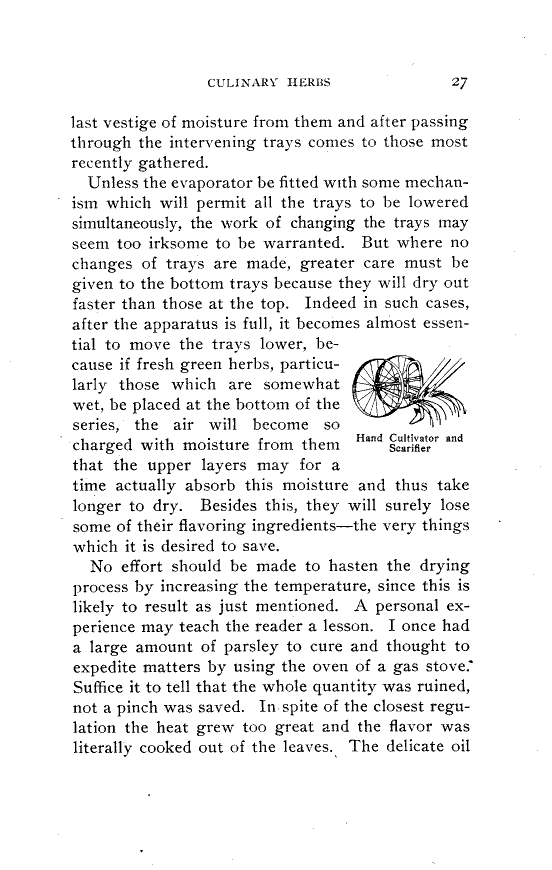 CULINARY HERBS 27
last vestige of moisture from them and after passing
through the intervening trays comes to those most
recently gathered.
Unless the evaporator be fitted with some mechan-
ism which will permit all the trays to be lowered
simultaneously, the work of changing the trays may
seem too irksome to be warranted. But where no
changes of trays are made, greater care must be
given to the bottom trays because they will dry out
faster than those at the top. Indeed in such cases,
after the apparatus is full, it becomes almost essen-
tial to move the trays lower, be-
cause if fresh green herbs, particu-
larly those which are somewhat
wet, be placed at the bottom of the
series, the air will become so
charged with moisture from them
that the upper layers may for a
time actually absorb this moisture and thus take
longer to dry. Besides this, they will surely lose
some of their flavoring ingredients—the very things
which it is desired to save.
No effort should be made to hasten the drying
process by increasing the temperature, since this is
likely to result as just mentioned. A personal ex-
perience may teach the reader a lesson. I once had
a large amount of parsley to cure and thought to
expedite matters by using the oven of a gas stove.
Suffice it to tell that the whole quantity was ruined,
not a pinch was saved. In spite of the closest regu-
lation the heat grew too great and the flavor was
literally cooked out of the leaves. The delicate oil
Hand Cultivator and
Scarifier